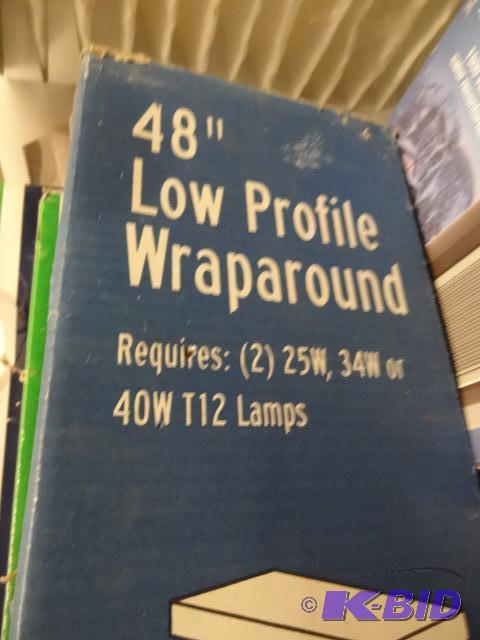 48"
Low Profile
Wraparound
Requires: (2) 25W, 34W or
40W T12 Lamps
© K-BID